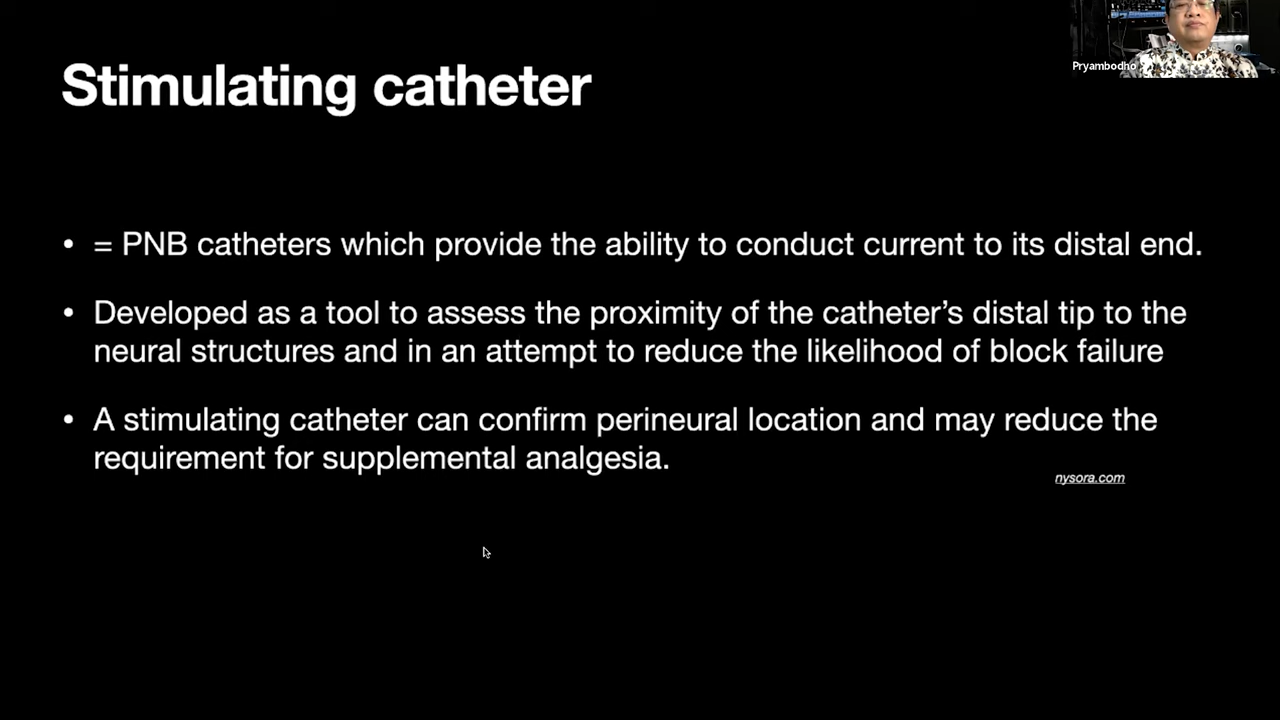 Pryambodho
Stimulating catheter
• = PNB catheters which provide the ability to conduct current to its distal end.
• Developed as a tool to assess the proximity of the catheter’s distal tip to the
neural structures and in an attempt to reduce the likelihood of block failure
• A stimulating catheter can confirm perineural location and may reduce the
requirement for supplemental analgesia.
nysora.com